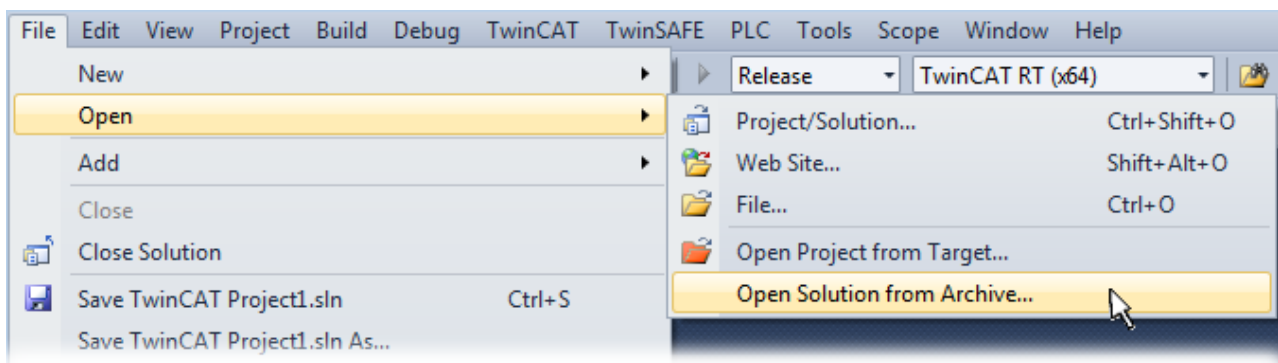 File Edit View Project Build Debug TwinCAT TwinSAFE PLC Tools Scope Window Help
New
Release
TwinCAT RT (x64)
Open
Project/Solution... Ctrl+Shift+O
Add
Web Site... Shift+Alt+O
Close
File... Ctrl+O
Close Solution
Open Project from Target...
Save TwinCAT Project1.sln Ctrl+S
Open Solution from Archive...
Save TwinCAT Project1.sln As...